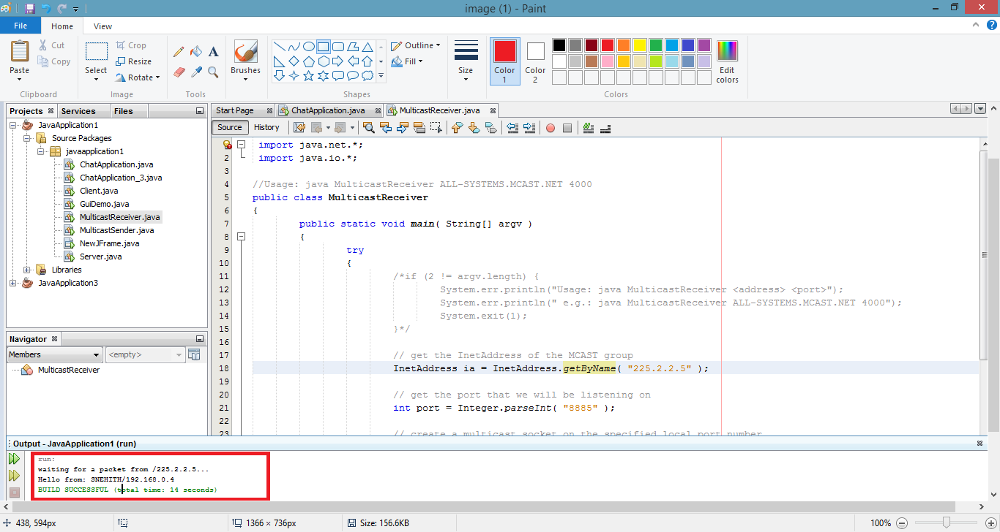 image (1) - Paint
File
Home
View
Paste
Cut
Copy
Clipboard
Select
Crop
Resize
Rotate
Image
A
Tools
Brushes
Outline
Fill
Shapes
Size
Color 1
Color 2
Edit colors
Colors
Projects
Services
Files
JavaApplication1
Source Packages
javaapplication1
ChatApplication.java
ChatApplication_3.java
Client.java
GuiDemo.java
MulticastReceiver.java
MulticastSender.java
NewJFrame.java
Server.java
Libraries
JavaApplication3
Navigator
Members
<empty>
MulticastReceiver
Start Page
ChatApplication.java
MulticastReceiver.java
Source
History
import java.net.*;
2 import java.io.*;
3
4 //Usage: java MulticastReceiver ALL-SYSTEMS.MCAST.NET 4000
5 public class MulticastReceiver
6 {
7 public static void main( String[] argv )
8 {
9 try
10 {
11 /*if (2 != argv.length) {
12 System.err.println("Usage: java MulticastReceiver <address> <port>");
13 System.err.println(" e.g.: java MulticastReceiver ALL-SYSTEMS.MCAST.NET 4000");
14 System.exit(1);
15 }*/
16
17 // get the InetAddress of the MCAST group
18 InetAddress ia = InetAddress.getByName( "225.2.2.5" );
19
20 // get the port that we will be listening on
21 int port = Integer.parseInt( "8885" );
22
23 // create a multicast socket on the specified local port number
Output - JavaApplication1 (run)
run:
waiting for a packet from /225.2.2.5...
Hello from: SNEHITH/192.168.0.4
BUILD SUCCESSFUL (total time: 14 seconds)
438, 594px
1366 × 736px
Size: 156.6KB
100%